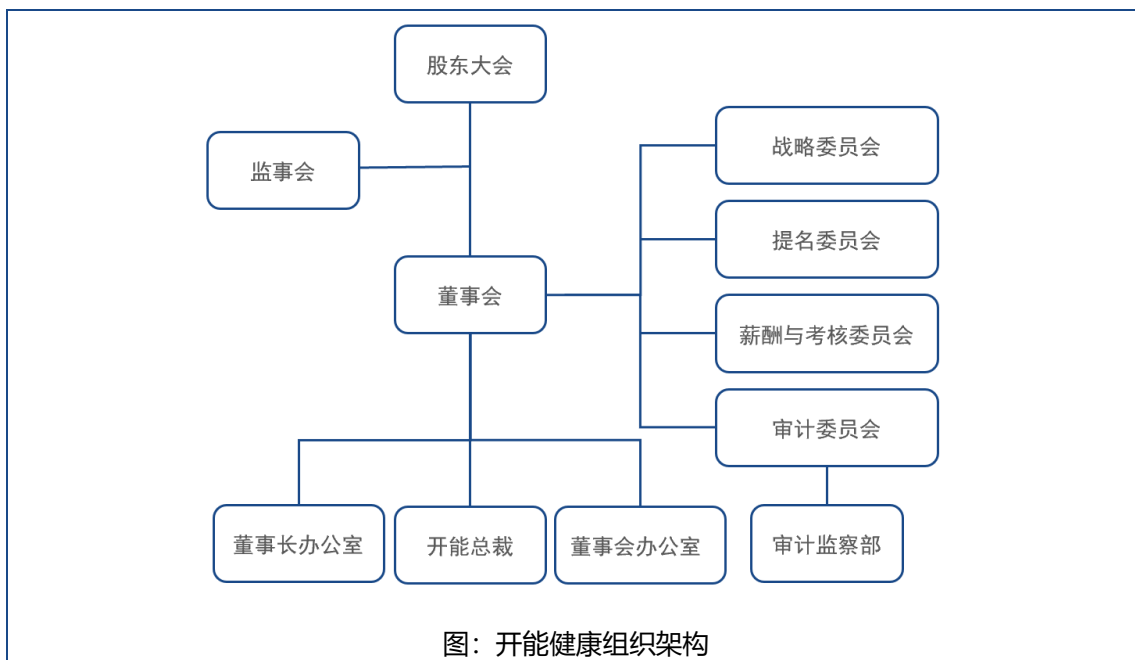 股东大会
监事会
战略委员会
提名委员会
董事会
薪酬与考核委员会
审计委员会
董事长办公室
开能总裁
董事会办公室
审计监察部
图：开能健康组织架构